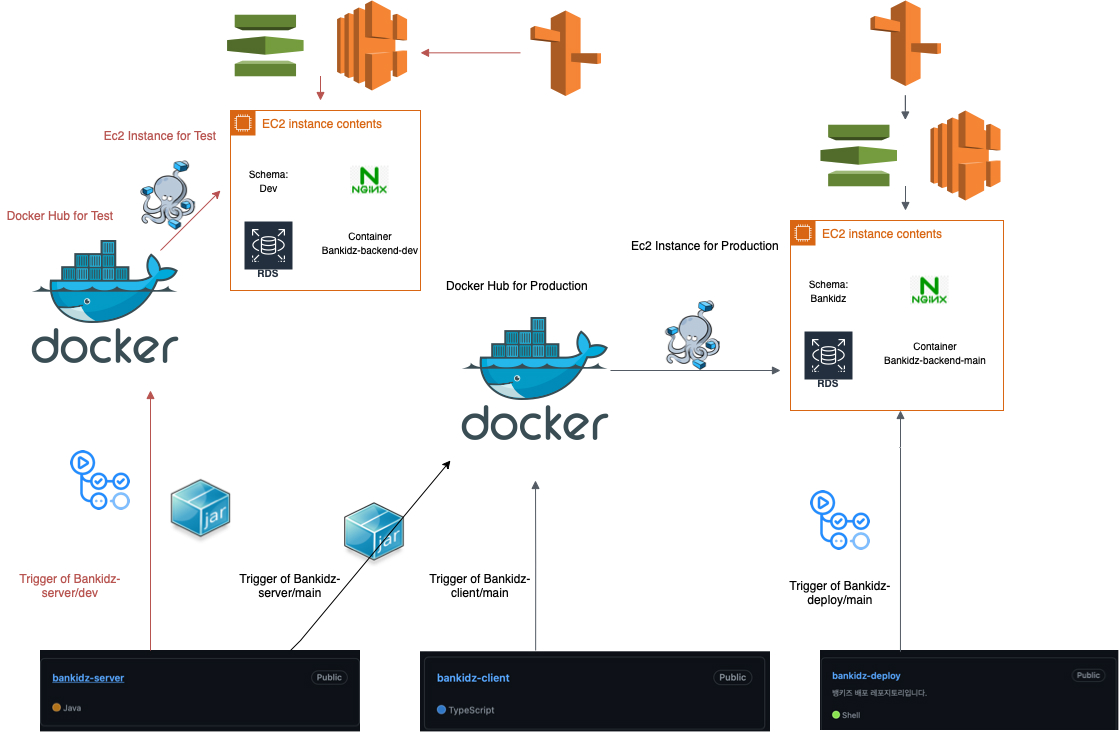 EC2 instance contents
Ec2 Instance for Test
Schema:
Dev
NGINX
Docker Hub for Test
Container
Bankidz-backend-dev
RDS
docker
EC2 instance contents
Ec2 Instance for Production
Schema:
Bankidz
NGINX
Docker Hub for Production
Container
Bankidz-backend-main
RDS
docker
jar
jar
Trigger of Bankidz-
server/dev
Trigger of Bankidz-
server/main
Trigger of Bankidz-
client/main
Trigger of Bankidz-
deploy/main
bankidz-server
Public
Java
bankidz-client
Public
TypeScript
bankidz-deploy
Public
뱅키즈 배포 레포지토리입니다.
Shell